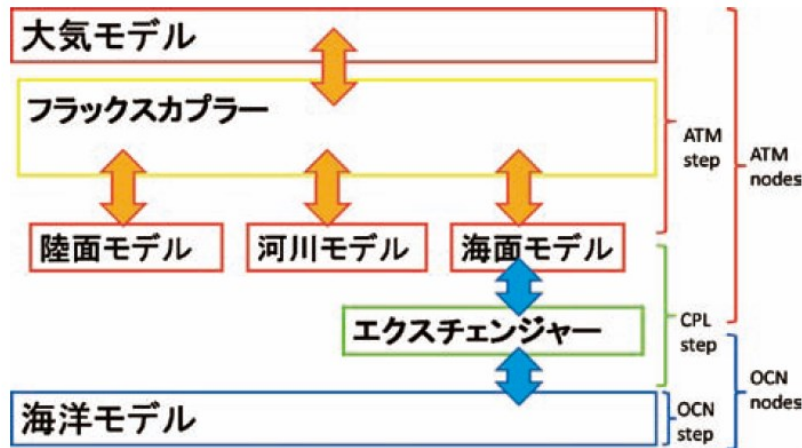 大気モデル
フラックスカプラー
ATM
step
ATM
nodes
陸面モデル
河川モデル
海面モデル
エクスチェンジャー
CPL
step
OCN
nodes
海洋モデル
OCN
step